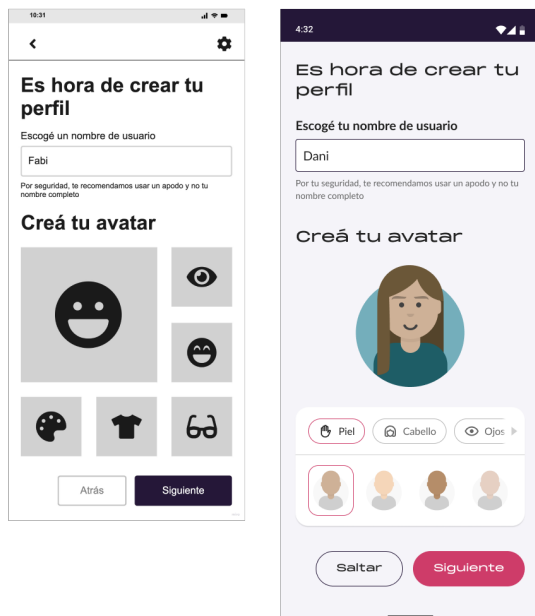 10:31
Es hora de crear tu
perfil
Escogé un nombre de usuario
Fabi
Por seguridad, te recomendamos usar un apodo y no tu
nombre completo
Creá tu avatar
Atrás
Siguiente
4:32
Es hora de crear tu
perfil
Escogé tu nombre de usuario
Dani
Por tu seguridad, te recomendamos usar un apodo y no tu
nombre completo
Creá tu avatar
Piel
Cabello
Ojos
Saltar
Siguiente